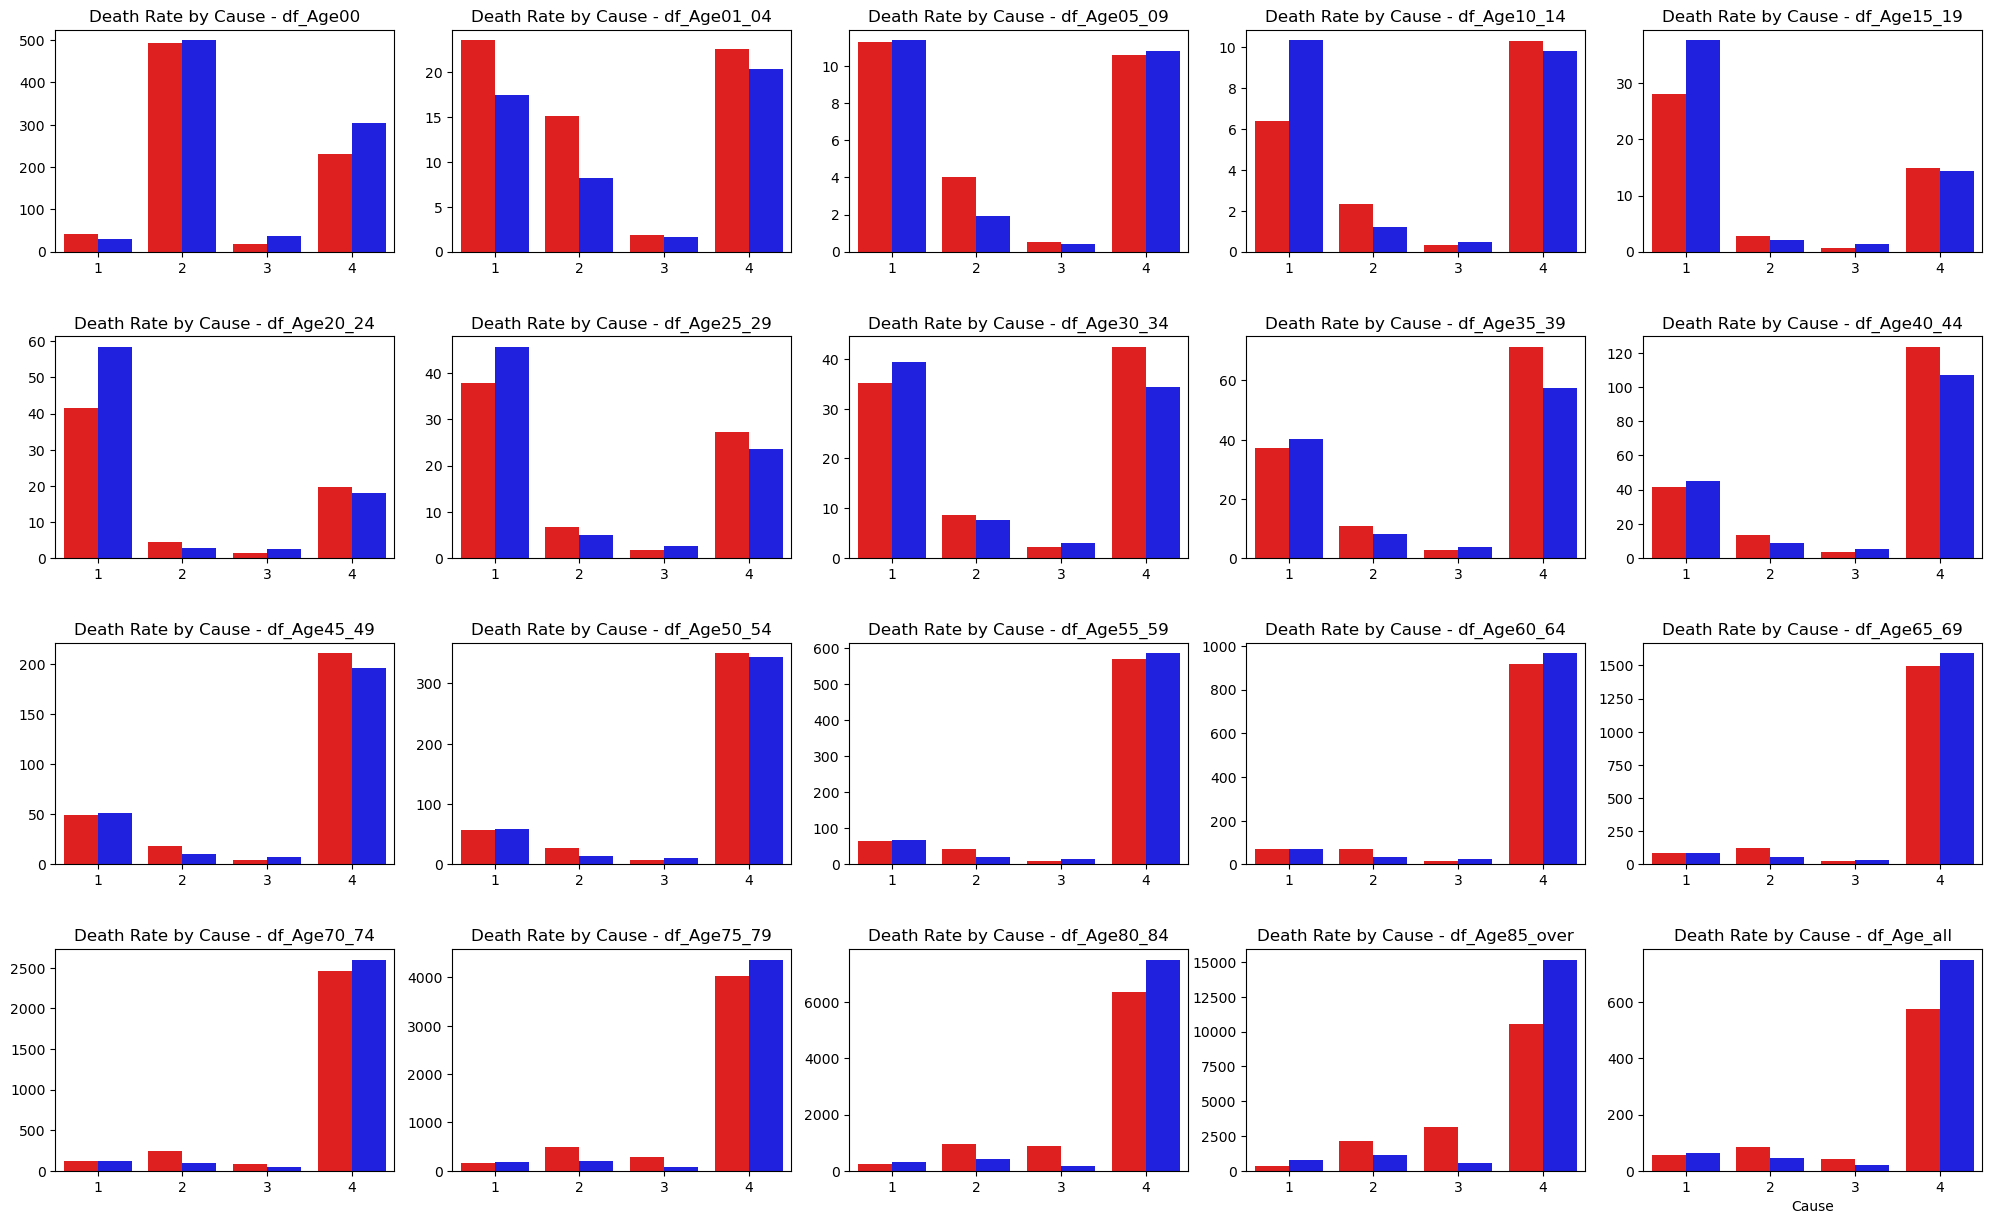 Death Rate by Cause - df_Age00
500
400
300
200
100
0
1 2 3 4
Death Rate by Cause - df_Age01_04
20
15
10
5
0
1 2 3 4
Death Rate by Cause - df_Age05_09
10
8
6
4
2
0
1 2 3 4
Death Rate by Cause - df_Age10_14
10
8
6
4
2
0
1 2 3 4
Death Rate by Cause - df_Age15_19
30
20
10
0
1 2 3 4
Death Rate by Cause - df_Age20_24
60
50
40
30
20
10
0
1 2 3 4
Death Rate by Cause - df_Age25_29
40
30
20
10
0
1 2 3 4
Death Rate by Cause - df_Age30_34
40
30
20
10
0
1 2 3 4
Death Rate by Cause - df_Age35_39
60
40
20
0
1 2 3 4
Death Rate by Cause - df_Age40_44
120
100
80
60
40
20
0
1 2 3 4
Death Rate by Cause - df_Age45_49
200
150
100
50
0
1 2 3 4
Death Rate by Cause - df_Age50_54
300
200
100
0
1 2 3 4
Death Rate by Cause - df_Age55_59
600
500
400
300
200
100
0
1 2 3 4
Death Rate by Cause - df_Age60_64
1000
800
600
400
200
0
1 2 3 4
Death Rate by Cause - df_Age65_69
1500
1250
1000
750
500
250
0
1 2 3 4
Death Rate by Cause - df_Age70_74
2500
2000
1500
1000
500
0
1 2 3 4
Death Rate by Cause - df_Age75_79
4000
3000
2000
1000
0
1 2 3 4
Death Rate by Cause - df_Age80_84
6000
4000
2000
0
1 2 3 4
Death Rate by Cause - df_Age85_over
15000
12500
10000
7500
5000
2500
0
1 2 3 4
Death Rate by Cause - df_Age_all
600
400
200
0
1 2 3 4
Cause